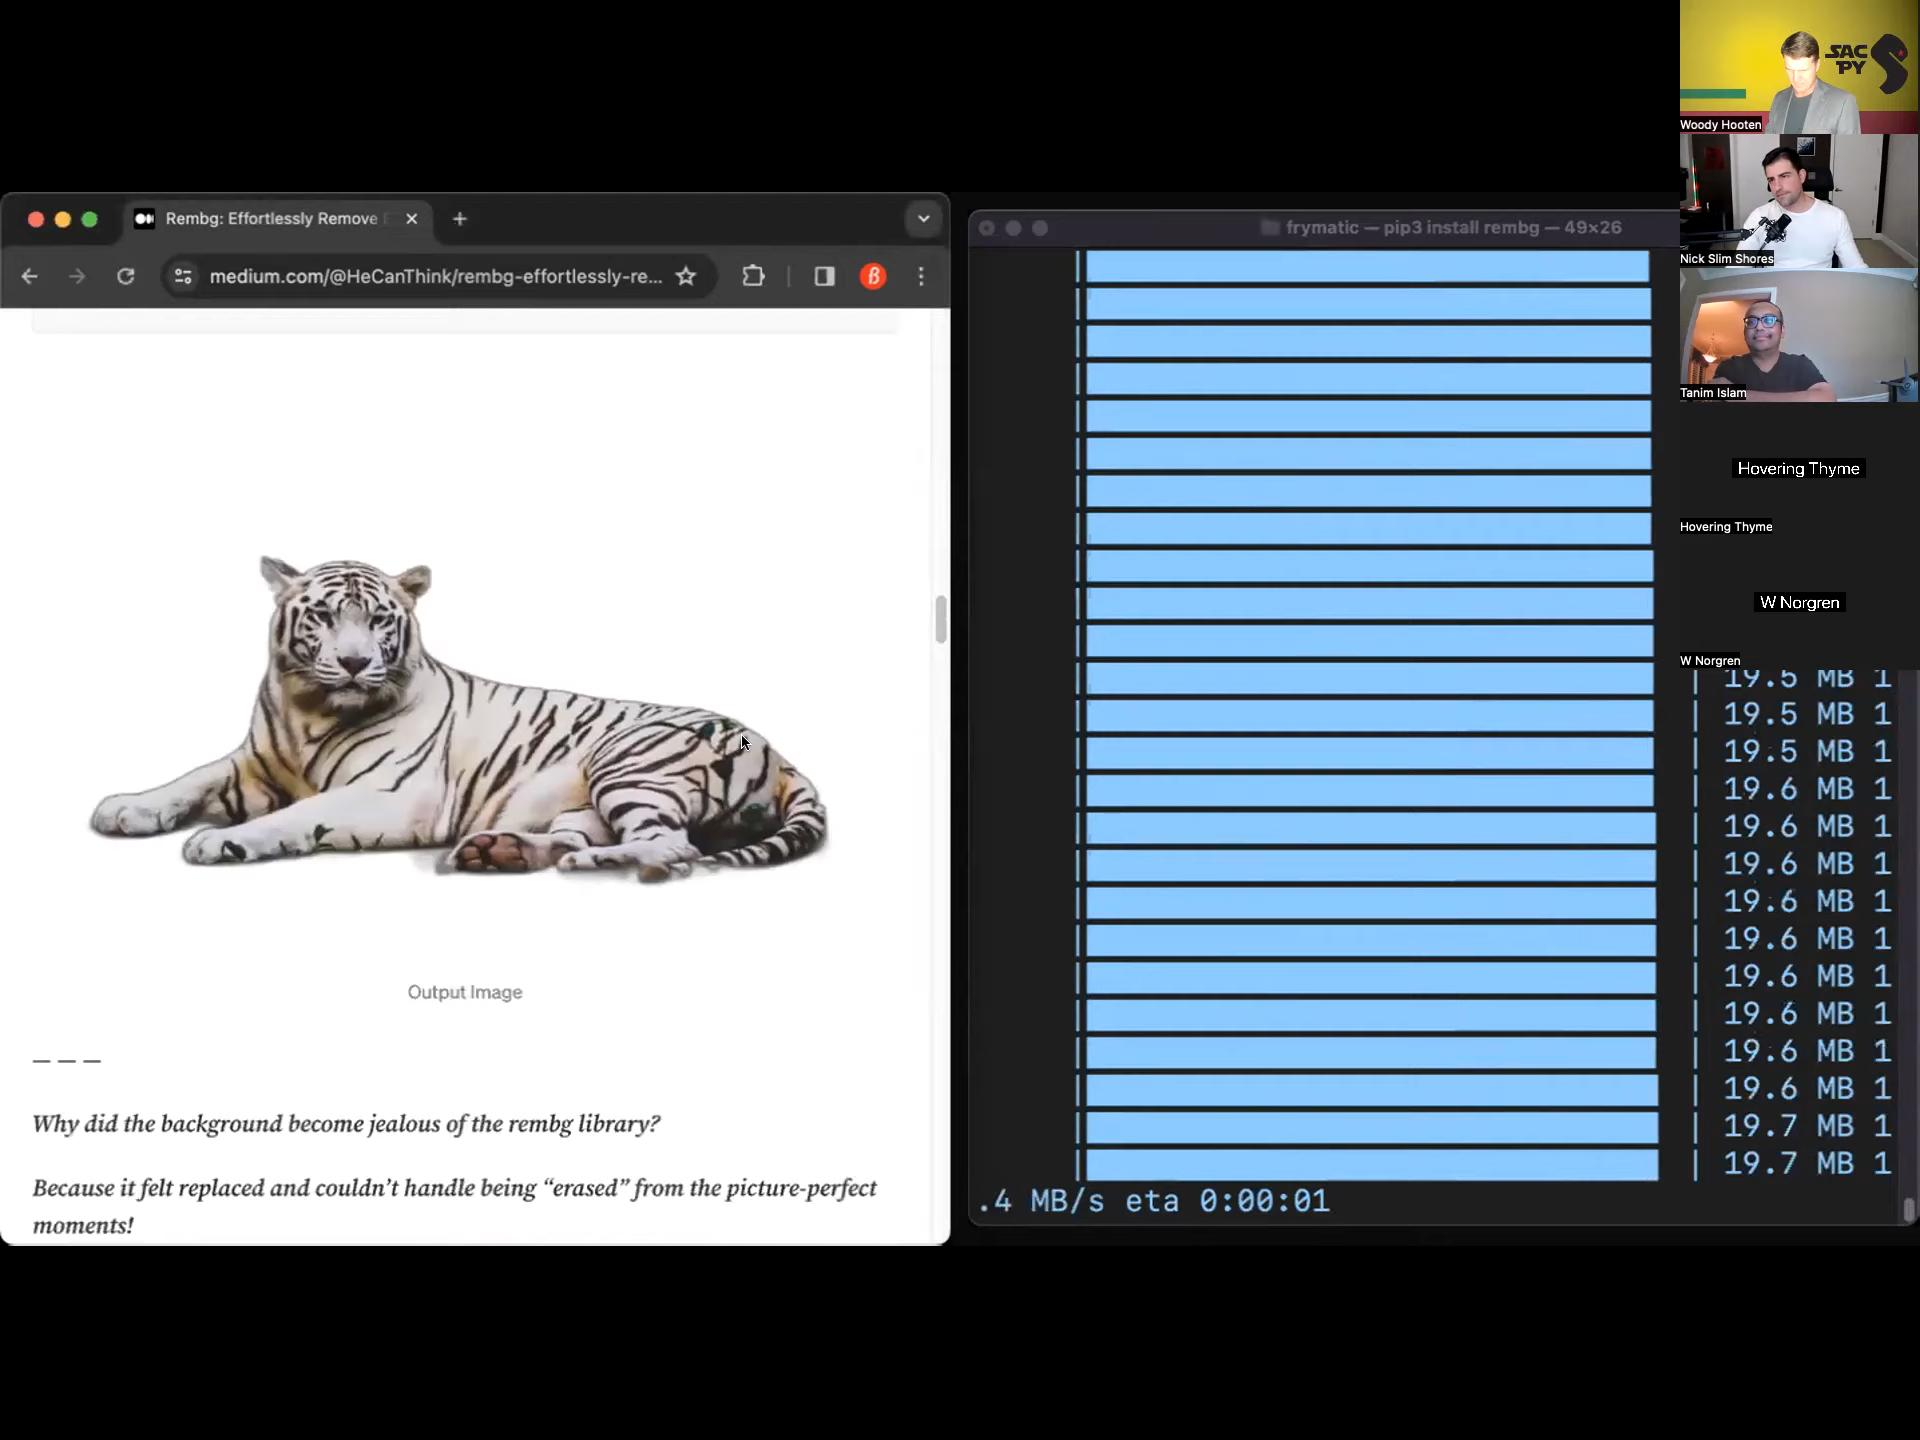 Rembg: Effortlessly Remove
medium.com/@HeCanThink/rembg-effortlessly-re...
β
Output Image
———
Why did the background become jealous of the rembg library?
Because it felt replaced and couldn't handle being “erased” from the picture-perfect
moments!
frymatic — pip3 install rembg — 49×26
| 19.5 MB 1
| 19.5 MB 1
| 19.5 MB 1
| 19.6 MB 1
| 19.6 MB 1
| 19.6 MB 1
| 19.6 MB 1
| 19.6 MB 1
| 19.6 MB 1
| 19.6 MB 1
| 19.6 MB 1
| 19.6 MB 1
| 19.7 MB 1
| 19.7 MB 1
.4 MB/s eta 0:00:01
SAC
PY
Woody Hooten
Nick Slim Shores
Tanim Islam
Hovering Thyme
Hovering Thyme
W Norgren
W Norgren